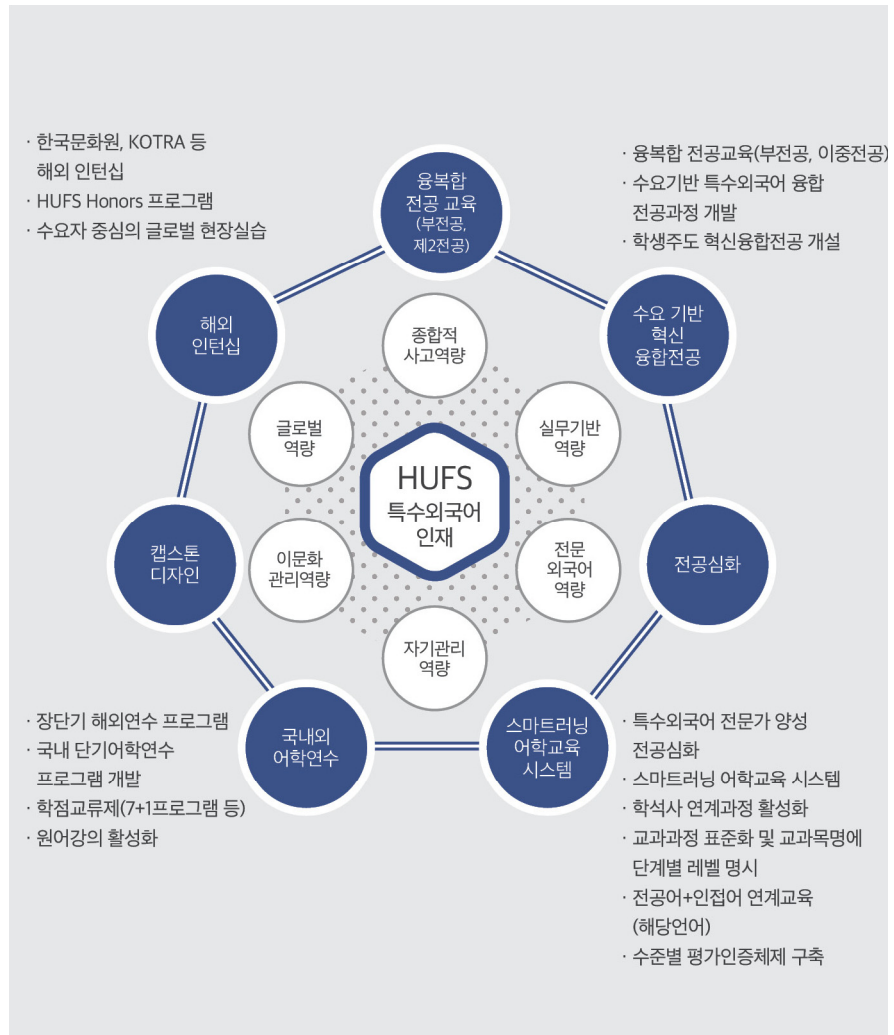 · 한국문화원, KOTRA 등
해외 인턴십
· HUFS Honors 프로그램
· 수요자 중심의 글로벌 현장실습
· 융복합 전공교육(부전공, 이중전공)
· 수요기반 특수외국어 융합
전공과정 개발
· 학생주도 혁신융합전공 개설
융복합
전공 교육
(부전공,
제2전공)
해외
인턴십
수요 기반
혁신
융합전공
종합적
사고역량
글로벌
역량
실무기반
역량
HUFS
특수외국어
인재
캡스톤
디자인
이문화
관리역량
전문
외국어
역량
전공심화
자기관리
역량
국내외
어학연수
스마트러닝
어학교육
시스템
· 장단기 해외연수 프로그램
· 국내 단기어학연수
프로그램 개발
· 학점교류제(7+1프로그램 등)
· 원어강의 활성화
· 특수외국어 전문가 양성
전공심화
· 스마트러닝 어학교육 시스템
· 학석사 연계과정 활성화
· 교과과정 표준화 및 교과목명에
단계별 레벨 명시
· 전공어+인접어 연계교육
(해당언어)
· 수준별 평가인증체제 구축